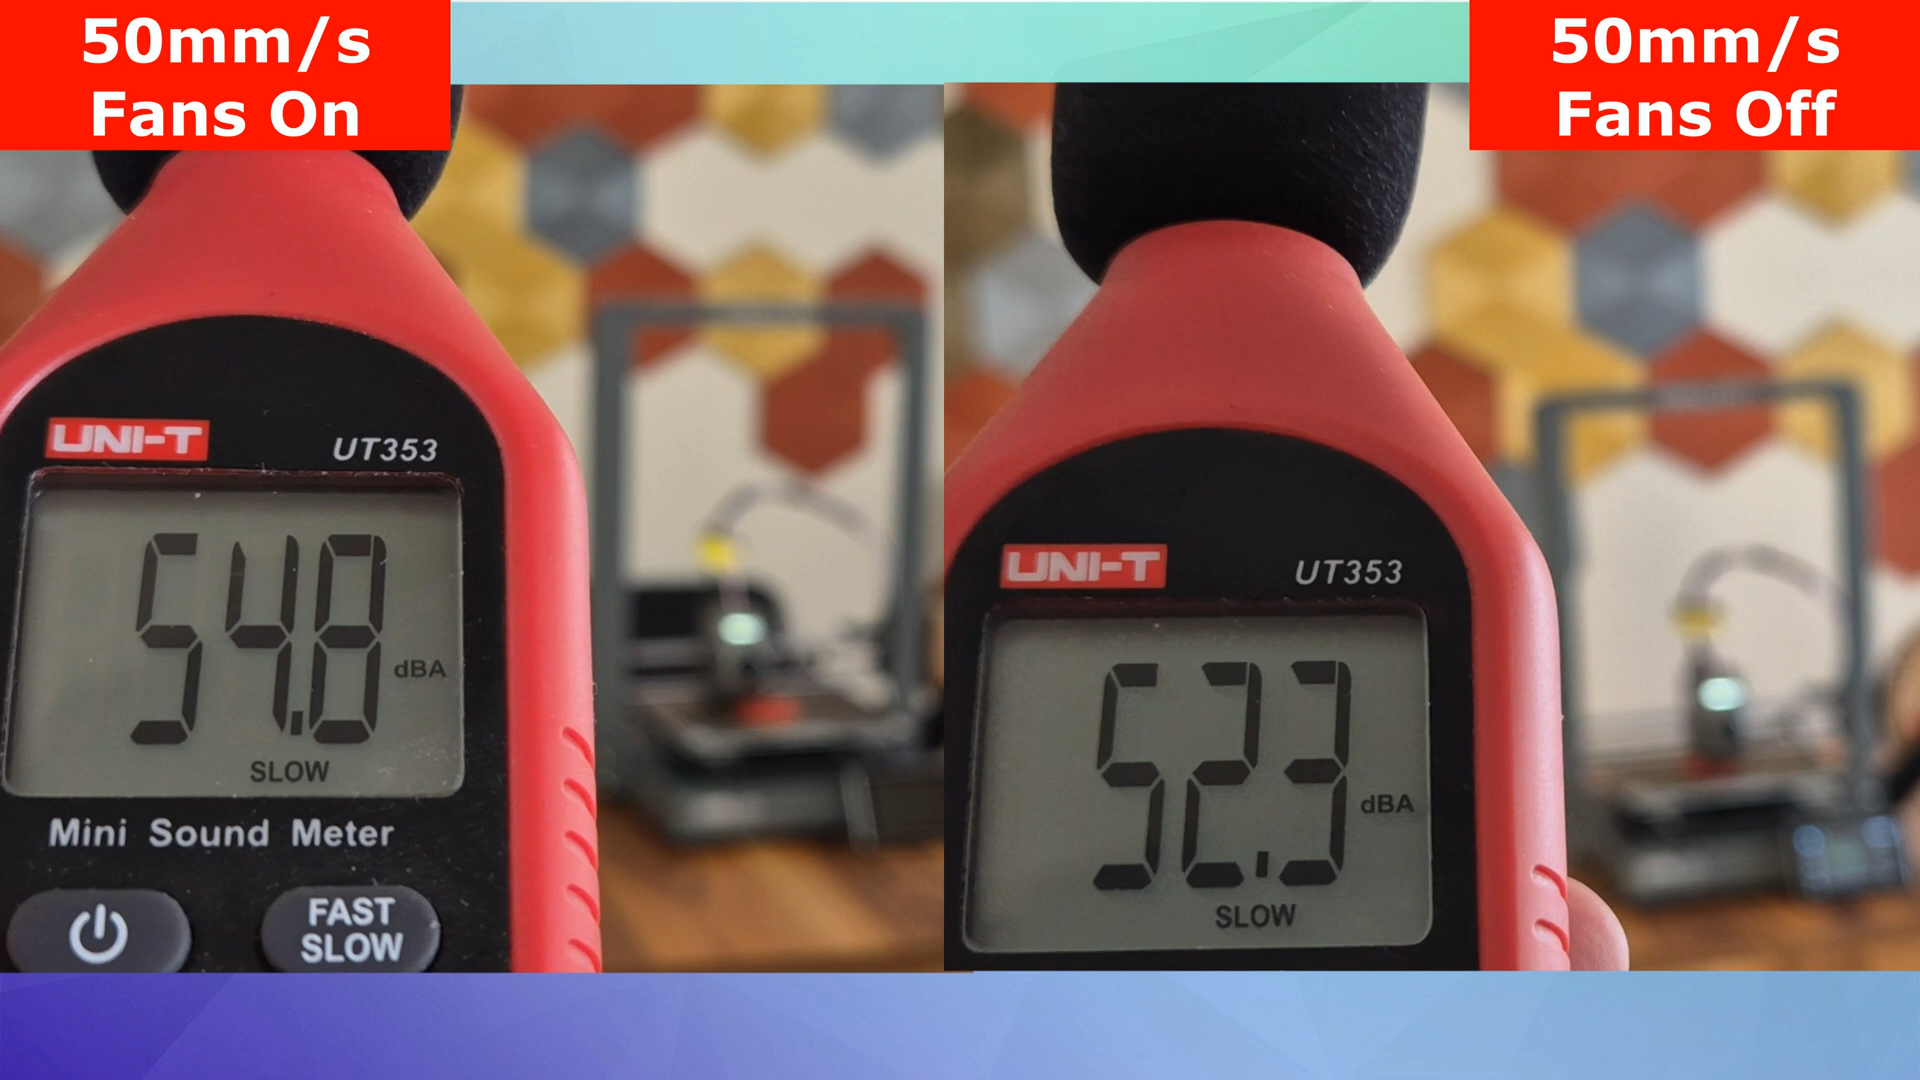 50mm/s
Fans On
UNI-T
UT353
54.8
dBA
SLOW
Mini Sound Meter
FAST
SLOW
50mm/s
Fans Off
UNI-T
UT353
52.3
dBA
SLOW